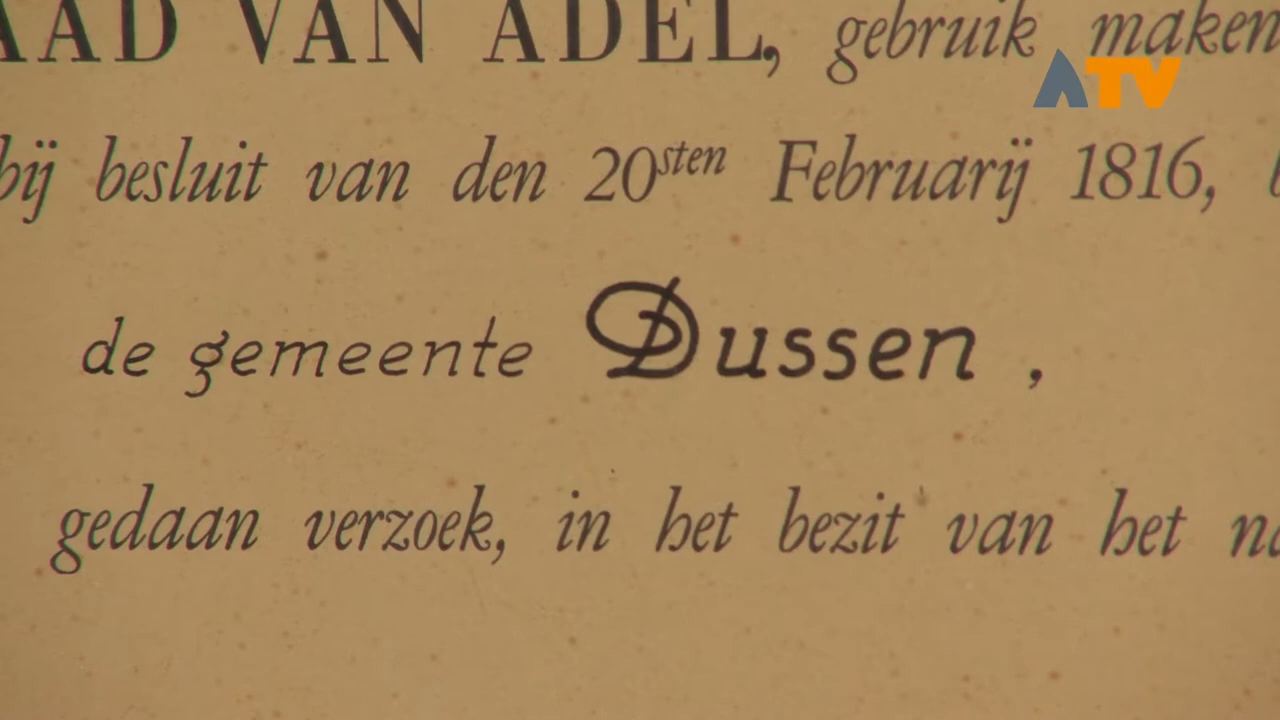 AAD VAN ADEL, gebruik maken
ATV
bij besluit van den 20sten Februarij 1816,
de gemeente Dussen ,
gedaan verzoek, in het bezit van het